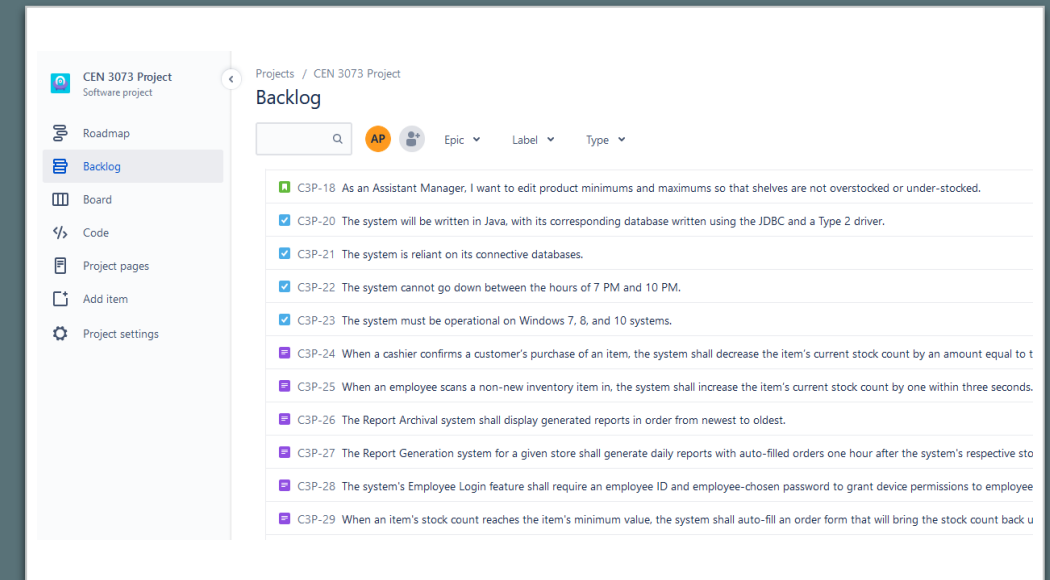 CEN 3073 Project
Software project
Roadmap
Backlog
Board
Code
Project pages
Add item
Project settings
Projects / CEN 3073 Project
Backlog
AP
Epic
Label
Type
C3P-18 As an Assistant Manager, I want to edit product minimums and maximums so that shelves are not overstocked or under-stocked.
C3P-20 The system will be written in Java, with its corresponding database written using the JDBC and a Type 2 driver.
C3P-21 The system is reliant on its connective databases.
C3P-22 The system cannot go down between the hours of 7 PM and 10 PM.
C3P-23 The system must be operational on Windows 7, 8, and 10 systems.
C3P-24 When a cashier confirms a customer's purchase of an item, the system shall decrease the item's current stock count by an amount equal to t
C3P-25 When an employee scans a non-new inventory item in, the system shall increase the item's current stock count by one within three seconds.
C3P-26 The Report Archival system shall display generated reports in order from newest to oldest.
C3P-27 The Report Generation system for a given store shall generate daily reports with auto-filled orders one hour after the system's respective sto
C3P-28 The system's Employee Login feature shall require an employee ID and employee-chosen password to grant device permissions to employee
C3P-29 When an item's stock count reaches the item's minimum value, the system shall auto-fill an order form that will bring the stock count back u